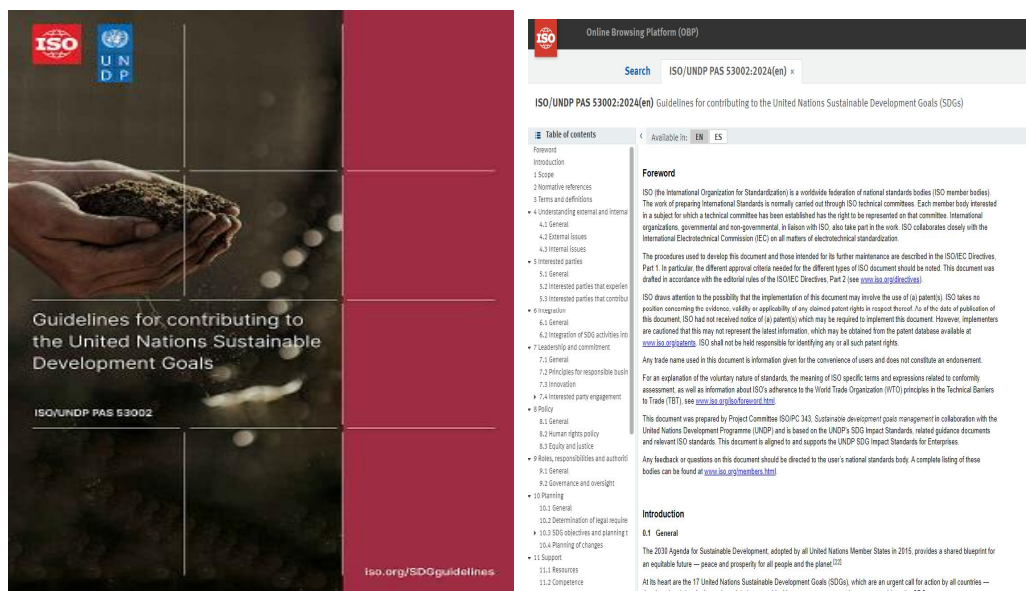 ISO
U N
D P
Guidelines for contributing to
the United Nations Sustainable
Development Goals
ISO/UNDP PAS 53002
iso.org/SDGguidelines
ISO
Online Browsing Platform (OBP)
Search
ISO/UNDP PAS 53002:2024(en) ×
ISO/UNDP PAS 53002:2024(en) Guidelines for contributing to the United Nations Sustainable Development Goals (SDGs)
Table of contents
Foreword
Introduction
1 Scope
2 Normative references
3 Terms and definitions
4 Understanding external and interna
4.1 General
4.2 External issues
4.3 Internal issues
5 Interested parties
5.1 General
5.2 Interested parties that experien
5.3 Interested parties that contribut
6 Integration
6.1 General
6.2 Integration of SDG activities int
7 Leadership and commitment
7.1 General
7.2 Principles for responsible busin
7.3 Innovation
7.4 Interested party engagement
8 Policy
8.1 General
8.2 Human rights policy
8.3 Equity and justice
9 Roles, responsibilities and authoriti
9.1 General
9.2 Governance and oversight
10 Planning
10.1 General
10.2 Determination of legal require
10.3 SDG objectives and planning t
10.4 Planning of changes
11 Support
11.1 Resources
11.2 Competence
Available in: EN ES
Foreword
ISO (the International Organization for Standardization) is a worldwide federation of national standards bodies (ISO member bodies).
The work of preparing International Standards is normally carried out through ISO technical committees. Each member body interested
in a subject for which a technical committee has been established has the right to be represented on that committee. International
organizations, governmental and non-governmental, in liaison with ISO, also take part in the work. ISO collaborates closely with the
International Electrotechnical Commission (IEC) on all matters of electrotechnical standardization.
The procedures used to develop this document and those intended for its further maintenance are described in the ISO/IEC Directives,
Part 1. In particular, the different approval criteria needed for the different types of ISO document should be noted. This document was
drafted in accordance with the editorial rules of the ISO/IEC Directives, Part 2 (see www.iso.org/directives).
ISO draws attention to the possibility that the implementation of this document may involve the use of (a) patent(s). ISO takes no
position concerning the evidence, validity or applicability of any claimed patent rights in respect thereof. As of the date of publication of
this document, ISO had not received notice of (a) patent(s) which may be required to implement this document. However, implementers
are cautioned that this may not represent the latest information, which may be obtained from the patent database available at
www.iso.org/patents. ISO shall not be held responsible for identifying any or all such patent rights.
Any trade name used in this document is information given for the convenience of users and does not constitute an endorsement.
For an explanation of the voluntary nature of standards, the meaning of ISO specific terms and expressions related to conformity
assessment, as well as information about ISO's adherence to the World Trade Organization (WTO) principles in the Technical Barriers
to Trade (TBT), see www.iso.org/iso/foreword.html.
This document was prepared by Project Committee ISO/PC 343, Sustainable development goals management in collaboration with the
United Nations Development Programme (UNDP) and is based on the UNDP's SDG Impact Standards, related guidance documents
and relevant ISO standards. This document is aligned to and supports the UNDP SDG Impact Standards for Enterprises.
Any feedback or questions on this document should be directed to the user's national standards body. A complete listing of these
bodies can be found at www.iso.org/members.html.
Introduction
0.1 General
The 2030 Agenda for Sustainable Development, adopted by all United Nations Member States in 2015, provides a shared blueprint for
an equitable future — peace and prosperity for all people and the planet.[22]
At its heart are the 17 United Nations Sustainable Development Goals (SDGs), which are an urgent call for action by all countries —